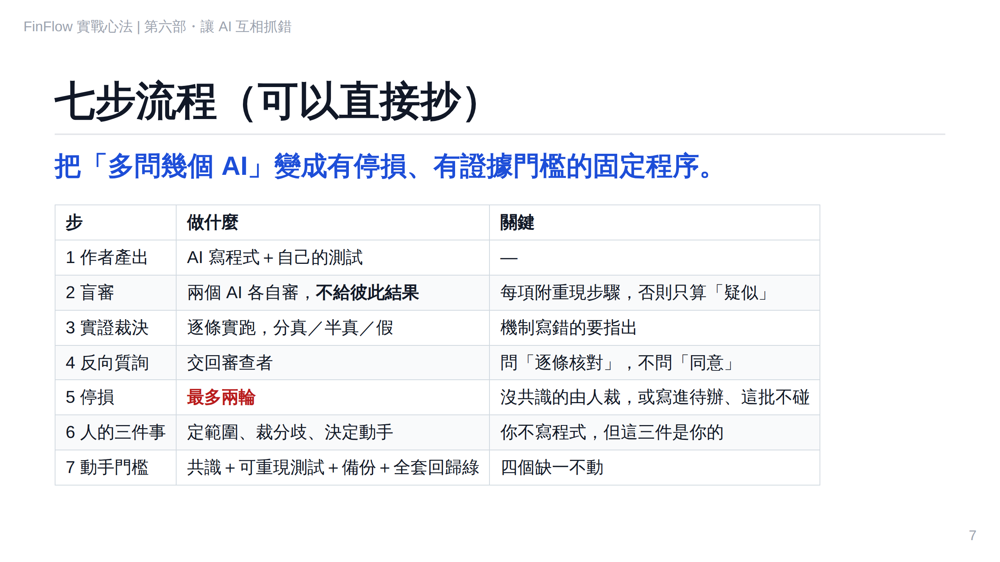 FinFlow 實戰心法 | 第六部・讓 AI 互相抓錯
七步流程（可以直接抄）
把「多問幾個 AI」變成有停損、有證據門檻的固定程序。
步 做什麼 關鍵
1 作者產出 AI 寫程式＋自己的測試 —
2 盲審 兩個 AI 各自審，不給彼此結果 每項附重現步驟，否則只算「疑似」
3 實證裁決 逐條實跑，分真／半真／假 機制寫錯的要指出
4 反向質詢 交回審查者 問「逐條核對」，不問「同意」
5 停損 最多兩輪 沒共識的由人裁，或寫進待辦、這批不碰
6 人的三件事 定範圍、裁分歧、決定動手 你不寫程式，但這三件是你的
7 動手門檻 共識＋可重現測試＋備份＋全套回歸綠 四個缺一不動
7